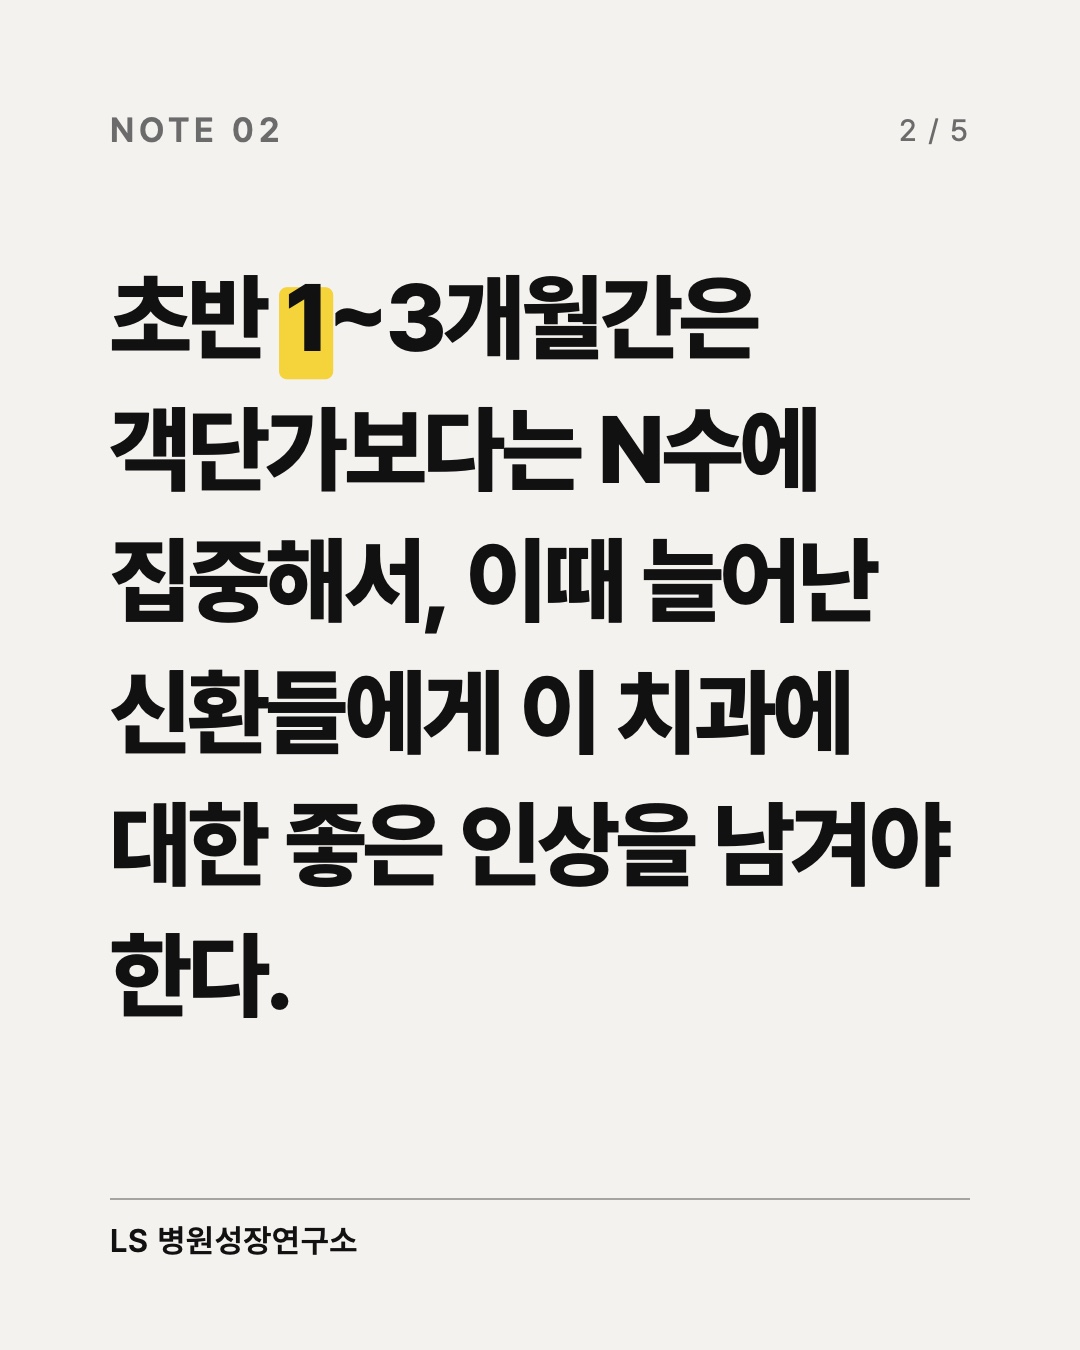 NOTE 02
2 / 5
초반 1~3개월간은
객단가보다는 N수에
집중해서, 이때 늘어난
신환들에게 이 치과에
대한 좋은 인상을 남겨야
한다.
LS 병원성장연구소